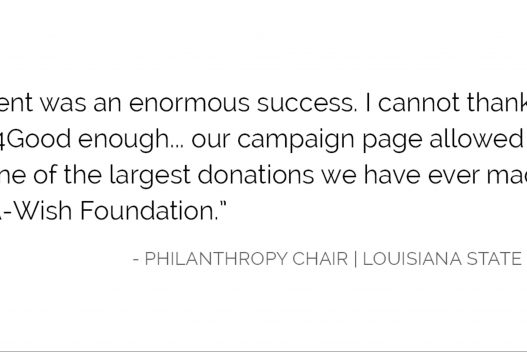 ent was an enormous success. I cannot thank
4Good enough... our campaign page allowed
ne of the largest donations we have ever mad
-Wish Foundation.”
- PHILANTHROPY CHAIR | LOUISIANA STATE